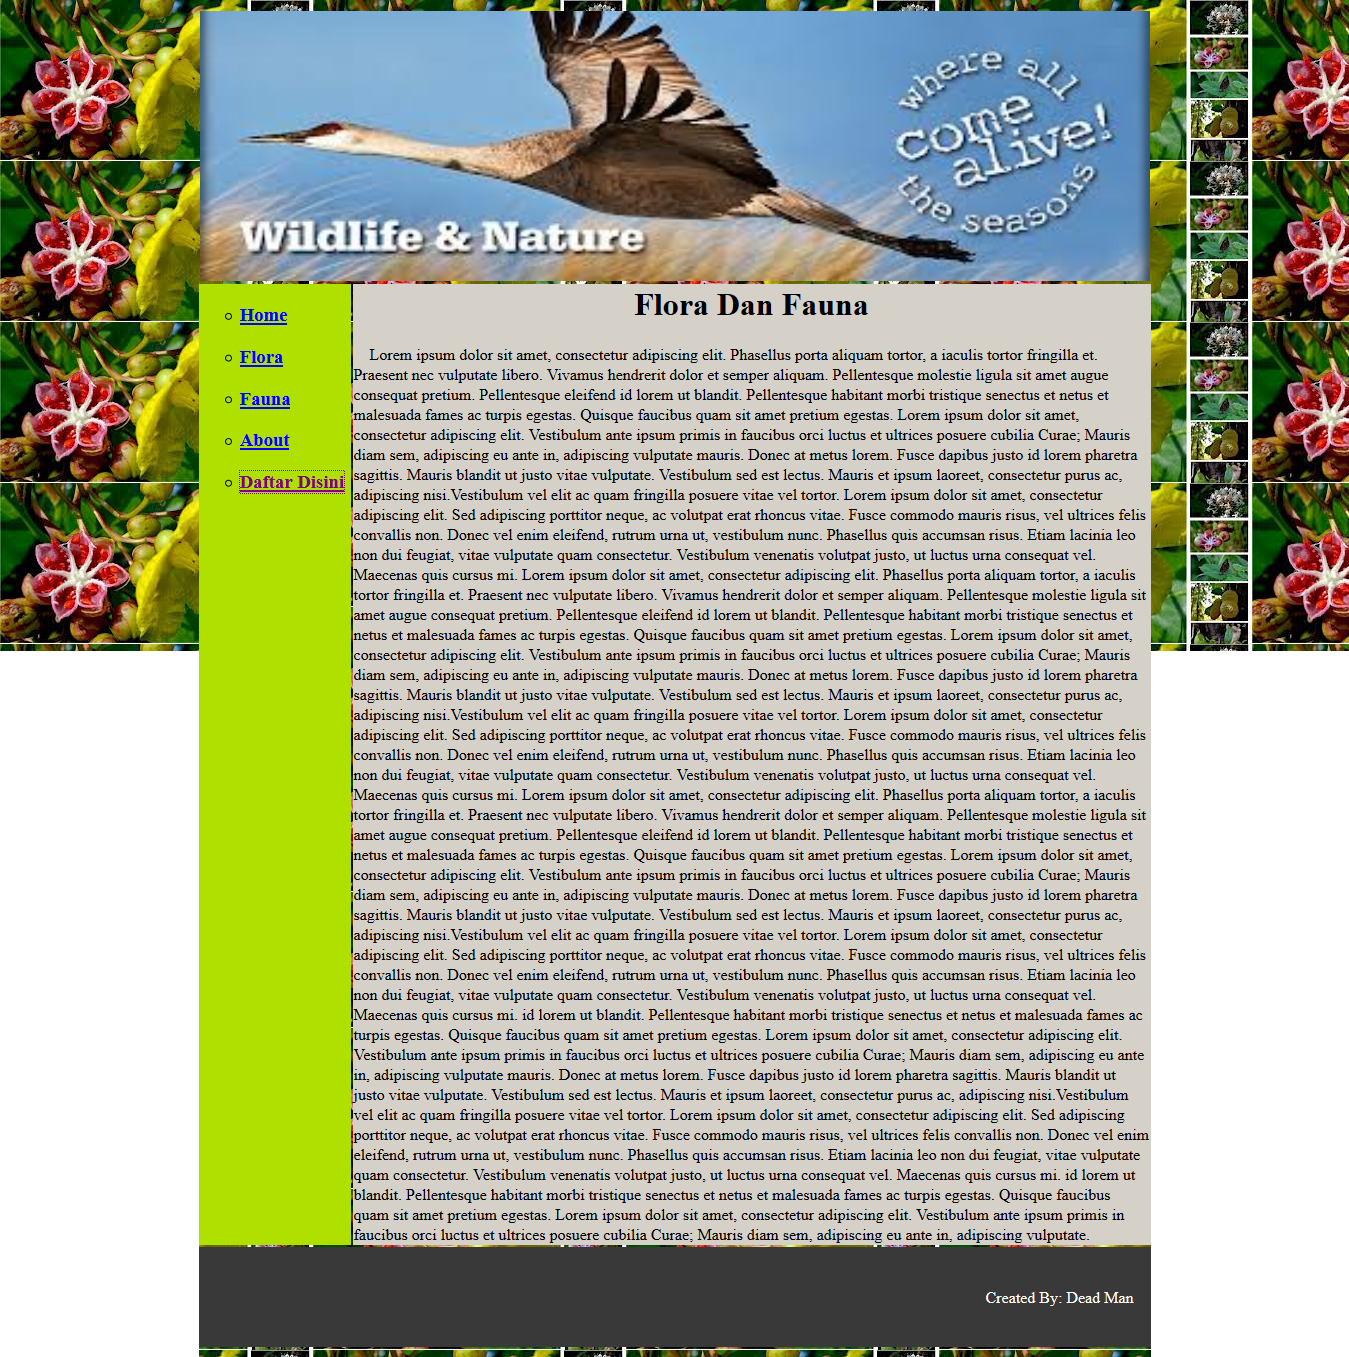 where all
come
alive!
the seasons
Wildlife & Nature
Home
Flora
Fauna
About
Daftar Disini
Flora Dan Fauna
Lorem ipsum dolor sit amet, consectetur adipiscing elit. Phasellus porta aliquam tortor, a iaculis tortor fringilla et.
Praesent nec vulputate libero. Vivamus hendrerit dolor et semper aliquam. Pellentesque molestie ligula sit amet augue
consequat pretium. Pellentesque eleifend id lorem ut blandit. Pellentesque habitant morbi tristique senectus et netus et
malesuada fames ac turpis egestas. Quisque faucibus quam sit amet pretium egestas. Lorem ipsum dolor sit amet,
consectetur adipiscing elit. Vestibulum ante ipsum primis in faucibus orci luctus et ultrices posuere cubilia Curae; Mauris
diam sem, adipiscing eu ante in, adipiscing vulputate mauris. Donec at metus lorem. Fusce dapibus justo id lorem pharetra
sagittis. Mauris blandit ut justo vitae vulputate. Vestibulum sed est lectus. Mauris et ipsum laoreet, consectetur purus ac,
adipiscing nisi.Vestibulum vel elit ac quam fringilla posuere vitae vel tortor. Lorem ipsum dolor sit amet, consectetur
adipiscing elit. Sed adipiscing porttitor neque, ac volutpat erat rhoncus vitae. Fusce commodo mauris risus, vel ultrices felis
convallis non. Donec vel enim eleifend, rutrum urna ut, vestibulum nunc. Phasellus quis accumsan risus. Etiam lacinia leo
non dui feugiat, vitae vulputate quam consectetur. Vestibulum venenatis volutpat justo, ut luctus urna consequat vel.
Maecenas quis cursus mi. Lorem ipsum dolor sit amet, consectetur adipiscing elit. Phasellus porta aliquam tortor, a iaculis
tortor fringilla et. Praesent nec vulputate libero. Vivamus hendrerit dolor et semper aliquam. Pellentesque molestie ligula sit
amet augue consequat pretium. Pellentesque eleifend id lorem ut blandit. Pellentesque habitant morbi tristique senectus et
netus et malesuada fames ac turpis egestas. Quisque faucibus quam sit amet pretium egestas. Lorem ipsum dolor sit amet,
consectetur adipiscing elit. Vestibulum ante ipsum primis in faucibus orci luctus et ultrices posuere cubilia Curae; Mauris
diam sem, adipiscing eu ante in, adipiscing vulputate mauris. Donec at metus lorem. Fusce dapibus justo id lorem pharetra
sagittis. Mauris blandit ut justo vitae vulputate. Vestibulum sed est lectus. Mauris et ipsum laoreet, consectetur purus ac,
adipiscing nisi.Vestibulum vel elit ac quam fringilla posuere vitae vel tortor. Lorem ipsum dolor sit amet, consectetur
adipiscing elit. Sed adipiscing porttitor neque, ac volutpat erat rhoncus vitae. Fusce commodo mauris risus, vel ultrices felis
convallis non. Donec vel enim eleifend, rutrum urna ut, vestibulum nunc. Phasellus quis accumsan risus. Etiam lacinia leo
non dui feugiat, vitae vulputate quam consectetur. Vestibulum venenatis volutpat justo, ut luctus urna consequat vel.
Maecenas quis cursus mi. Lorem ipsum dolor sit amet, consectetur adipiscing elit. Phasellus porta aliquam tortor, a iaculis
tortor fringilla et. Praesent nec vulputate libero. Vivamus hendrerit dolor et semper aliquam. Pellentesque molestie ligula sit
amet augue consequat pretium. Pellentesque eleifend id lorem ut blandit. Pellentesque habitant morbi tristique senectus et
netus et malesuada fames ac turpis egestas. Quisque faucibus quam sit amet pretium egestas. Lorem ipsum dolor sit amet,
consectetur adipiscing elit. Vestibulum ante ipsum primis in faucibus orci luctus et ultrices posuere cubilia Curae; Mauris
diam sem, adipiscing eu ante in, adipiscing vulputate mauris. Donec at metus lorem. Fusce dapibus justo id lorem pharetra
sagittis. Mauris blandit ut justo vitae vulputate. Vestibulum sed est lectus. Mauris et ipsum laoreet, consectetur purus ac,
adipiscing nisi.Vestibulum vel elit ac quam fringilla posuere vitae vel tortor. Lorem ipsum dolor sit amet, consectetur
adipiscing elit. Sed adipiscing porttitor neque, ac volutpat erat rhoncus vitae. Fusce commodo mauris risus, vel ultrices felis
convallis non. Donec vel enim eleifend, rutrum urna ut, vestibulum nunc. Phasellus quis accumsan risus. Etiam lacinia leo
non dui feugiat, vitae vulputate quam consectetur. Vestibulum venenatis volutpat justo, ut luctus urna consequat vel.
Maecenas quis cursus mi. id lorem ut blandit. Pellentesque habitant morbi tristique senectus et netus et malesuada fames ac
turpis egestas. Quisque faucibus quam sit amet pretium egestas. Lorem ipsum dolor sit amet, consectetur adipiscing elit.
Vestibulum ante ipsum primis in faucibus orci luctus et ultrices posuere cubilia Curae; Mauris diam sem, adipiscing eu ante
in, adipiscing vulputate mauris. Donec at metus lorem. Fusce dapibus justo id lorem pharetra sagittis. Mauris blandit ut
justo vitae vulputate. Vestibulum sed est lectus. Mauris et ipsum laoreet, consectetur purus ac, adipiscing nisi.Vestibulum
vel elit ac quam fringilla posuere vitae vel tortor. Lorem ipsum dolor sit amet, consectetur adipiscing elit. Sed adipiscing
porttitor neque, ac volutpat erat rhoncus vitae. Fusce commodo mauris risus, vel ultrices felis convallis non. Donec vel enim
eleifend, rutrum urna ut, vestibulum nunc. Phasellus quis accumsan risus. Etiam lacinia leo non dui feugiat, vitae vulputate
quam consectetur. Vestibulum venenatis volutpat justo, ut luctus urna consequat vel. Maecenas quis cursus mi. id lorem ut
blandit. Pellentesque habitant morbi tristique senectus et netus et malesuada fames ac turpis egestas. Quisque faucibus
quam sit amet pretium egestas. Lorem ipsum dolor sit amet, consectetur adipiscing elit. Vestibulum ante ipsum primis in
faucibus orci luctus et ultrices posuere cubilia Curae; Mauris diam sem, adipiscing eu ante in, adipiscing vulputate.
Created By: Dead Man